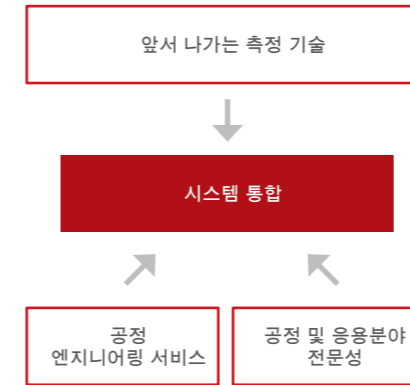 앞서 나가는 측정 기술
시스템 통합
공정
엔지니어링 서비스
공정 및 응용분야
전문성